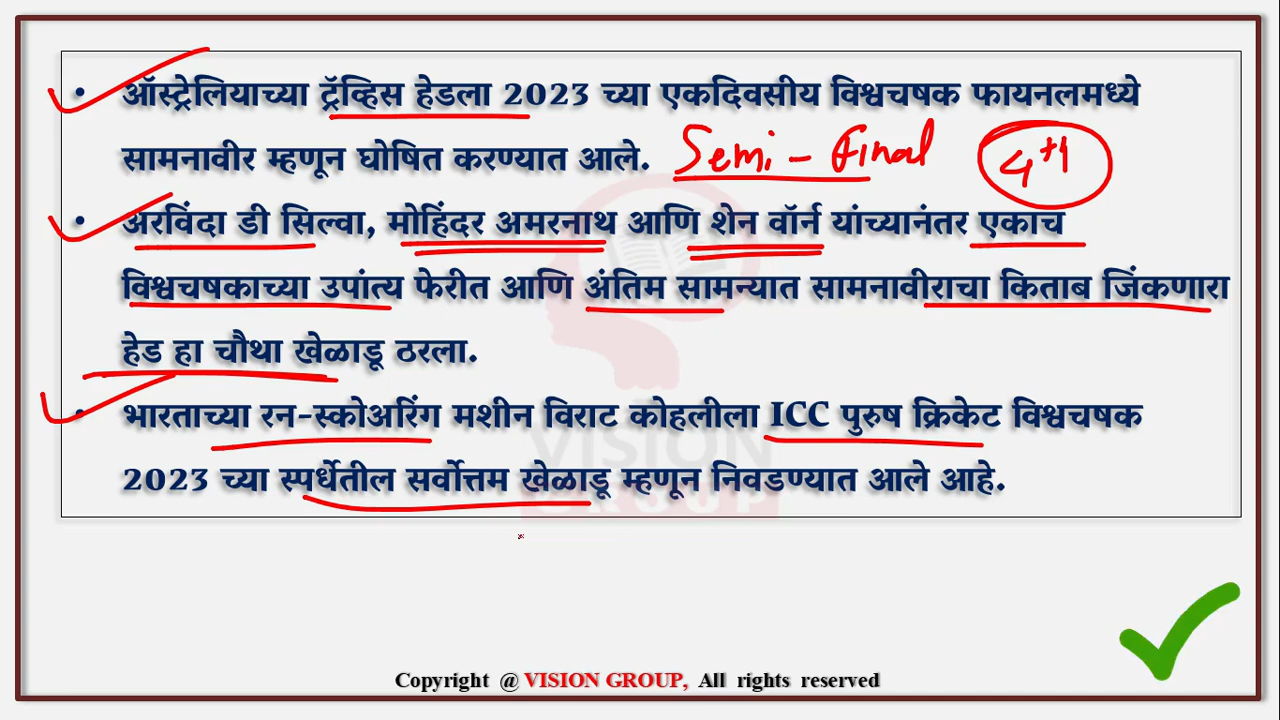 • ऑस्ट्रेलियाच्या ट्रॅव्हिस हेडला 2023 च्या एकदिवसीय विश्वचषक फायनलमध्ये
सामनावीर म्हणून घोषित करण्यात आले. Semi - Final 4th
• अरविंदा डी सिल्वा, मोहिंदर अमरनाथ आणि शेन वॉर्न यांच्यानंतर एकाच
विश्वचषकाच्या उपांत्य फेरीत आणि अंतिम सामन्यात सामनावीराचा किताब जिंकणारा
हेड हा चौथा खेळाडू ठरला.
• भारताच्या रन-स्कोअरिंग मशीन विराट कोहलीला ICC पुरुष क्रिकेट विश्वचषक
2023 च्या स्पर्धेतील सर्वोत्तम खेळाडू म्हणून निवडण्यात आले आहे.
VISION
GROUP
Copyright @ VISION GROUP, All rights reserved